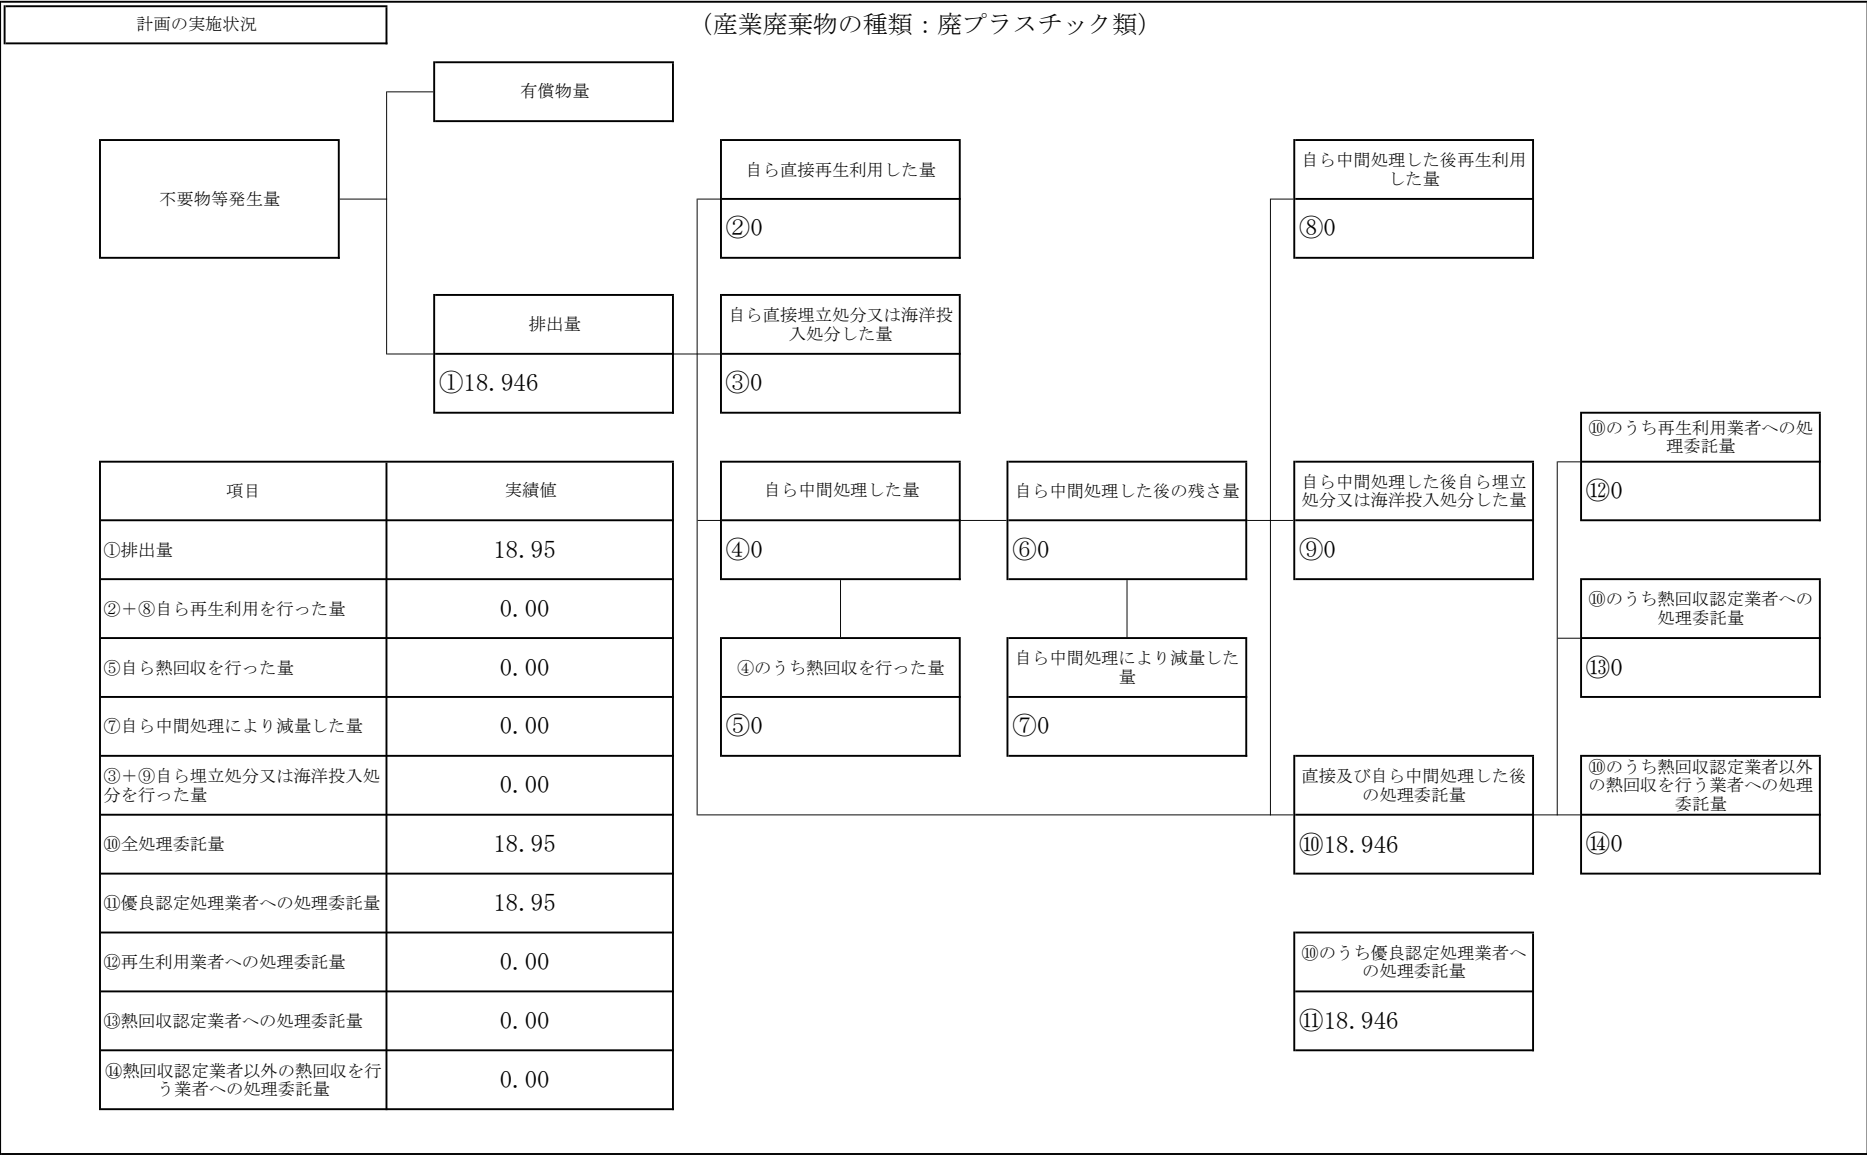 計画の実施状況
（産業廃棄物の種類：廃プラスチック類）
有償物量
不要物等発生量
自ら直接再生利用した量
②0
自ら中間処理した後再生利用
した量
⑧0
排出量
①18.946
自ら直接埋立処分又は海洋投
入処分した量
③0
⑩のうち再生利用業者への処
理委託量
⑫0
自ら中間処理した量
④0
自ら中間処理した後の残さ量
⑥0
自ら中間処理した後自ら埋立
処分又は海洋投入処分した量
⑨0
⑩のうち熱回収認定業者への
処理委託量
⑬0
④のうち熱回収を行った量
⑤0
自ら中間処理により減量した
量
⑦0
直接及び自ら中間処理した後
の処理委託量
⑩18.946
⑩のうち熱回収認定業者以外
の熱回収を行う業者への処理
委託量
⑭0
⑩のうち優良認定処理業者へ
の処理委託量
⑪18.946
項目 実績値
①排出量 18.95
②＋⑧自ら再生利用を行った量 0.00
⑤自ら熱回収を行った量 0.00
⑦自ら中間処理により減量した量 0.00
③＋⑨自ら埋立処分又は海洋投入処
分を行った量 0.00
⑩全処理委託量 18.95
⑪優良認定処理業者への処理委託量 18.95
⑫再生利用業者への処理委託量 0.00
⑬熱回収認定業者への処理委託量 0.00
⑭熱回収認定業者以外の熱回収を行
う業者への処理委託量 0.00